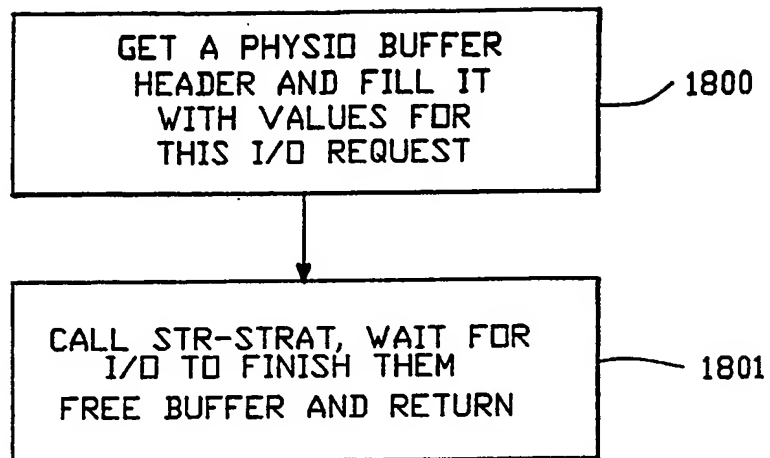 GET A PHYSIO BUFFER
HEADER AND FILL IT
WITH VALUES FOR
THIS I/O REQUEST
1800
CALL STR-STRAT, WAIT FOR
I/O TO FINISH THEM
FREE BUFFER AND RETURN
1801